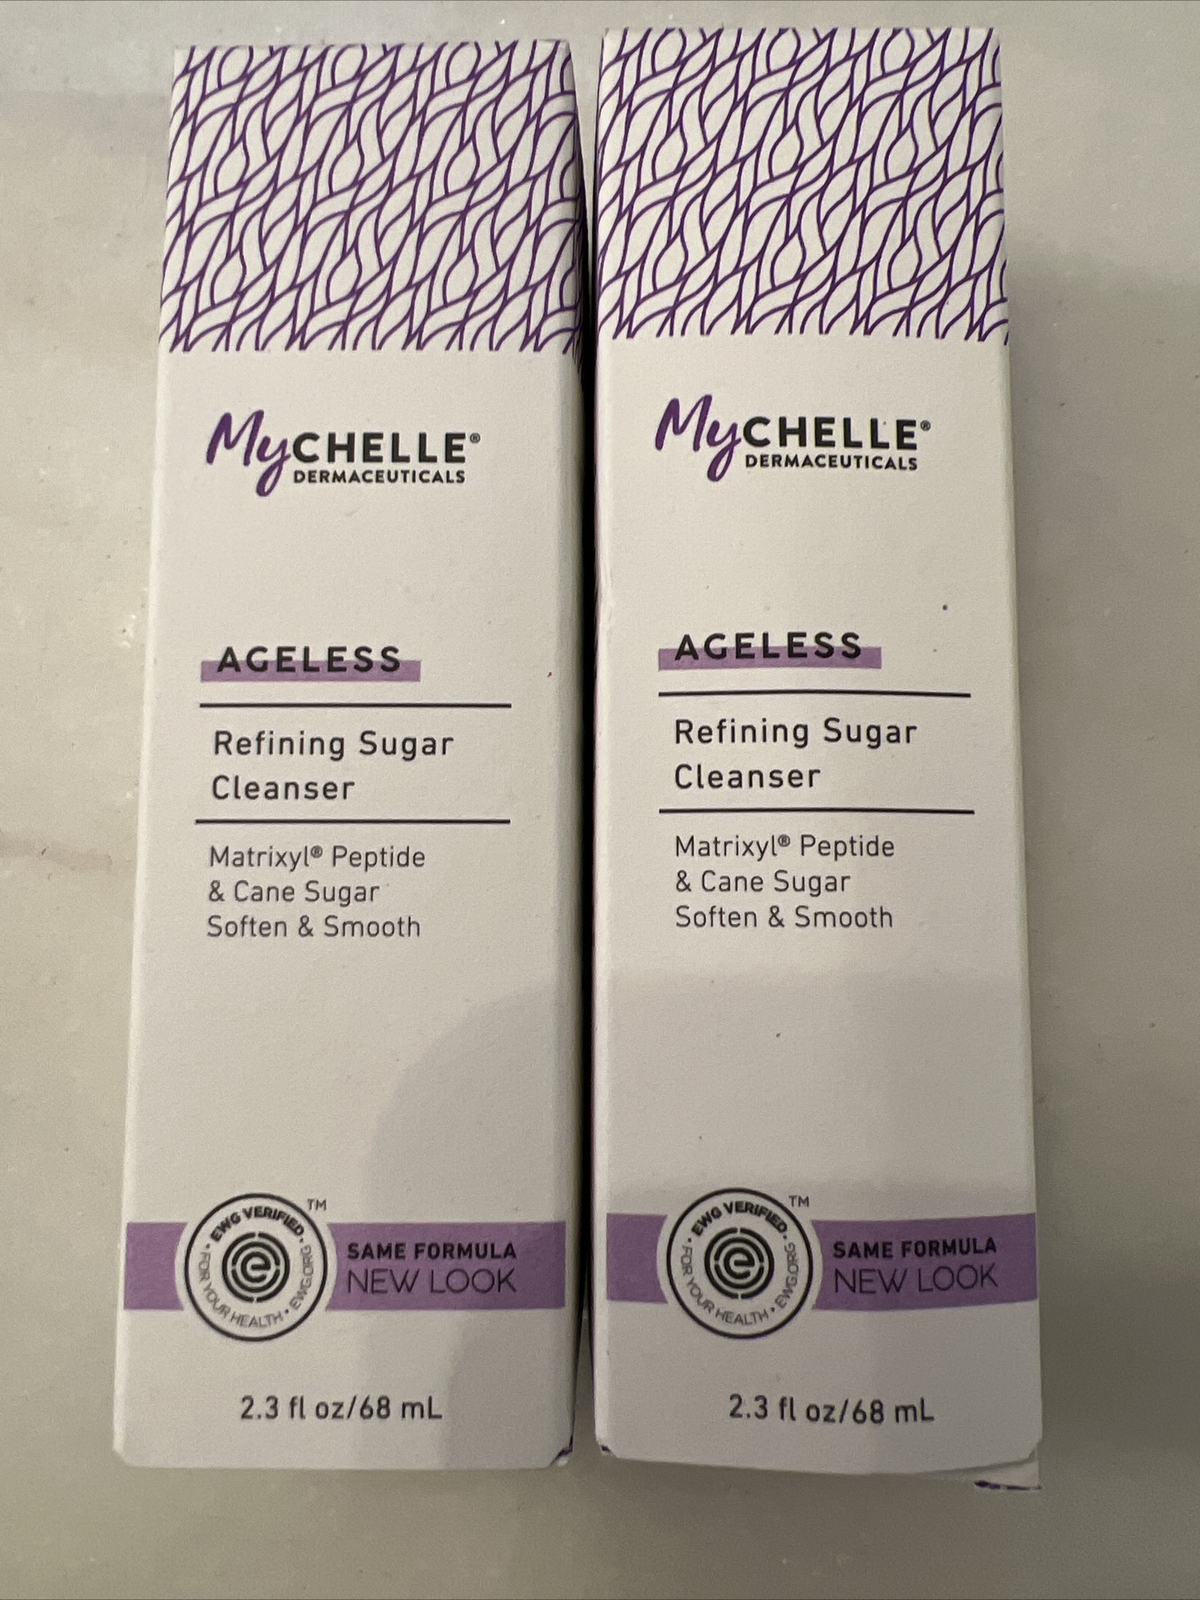 MyCHELLE®
DERMACEUTICALS
AGELESS
Refining Sugar
Cleanser
Matrixyl® Peptide
& Cane Sugar
Soften & Smooth
• EWG VERIFIED • ™
FOR YOUR HEALTH • EWG.ORG
e
SAME FORMULA
NEW LOOK
2.3 fl oz/68 mL
MyCHELLE®
DERMACEUTICALS
AGELESS
Refining Sugar
Cleanser
Matrixyl® Peptide
& Cane Sugar
Soften & Smooth
• EWG VERIFIED • ™
FOR YOUR HEALTH • EWG.ORG
e
SAME FORMULA
NEW LOOK
2.3 fl oz/68 mL